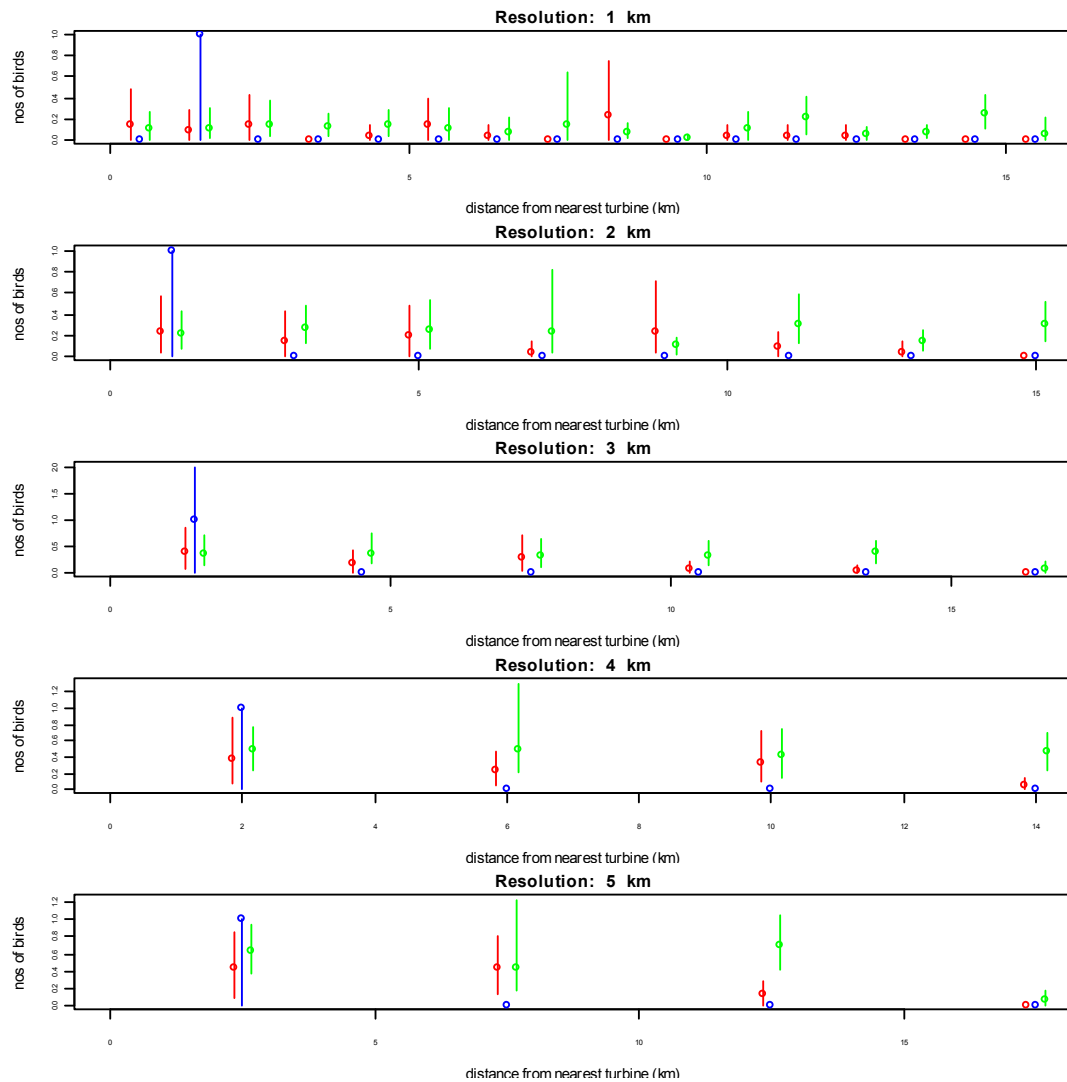 Resolution: 1 km
nos of birds
0.0 0.2 0.4 0.6 0.8 1.0
0 5 10 15
distance from nearest turbine (km)
Resolution: 2 km
nos of birds
0.0 0.2 0.4 0.6 0.8 1.0
0 5 10 15
distance from nearest turbine (km)
Resolution: 3 km
nos of birds
0.0 0.5 1.0 1.5 2.0
0 5 10 15
distance from nearest turbine (km)
Resolution: 4 km
nos of birds
0.0 0.2 0.4 0.6 0.8 1.0 1.2
0 2 4 6 8 10 12 14
distance from nearest turbine (km)
Resolution: 5 km
nos of birds
0.0 0.2 0.4 0.6 0.8 1.0 1.2
0 5 10 15
distance from nearest turbine (km)